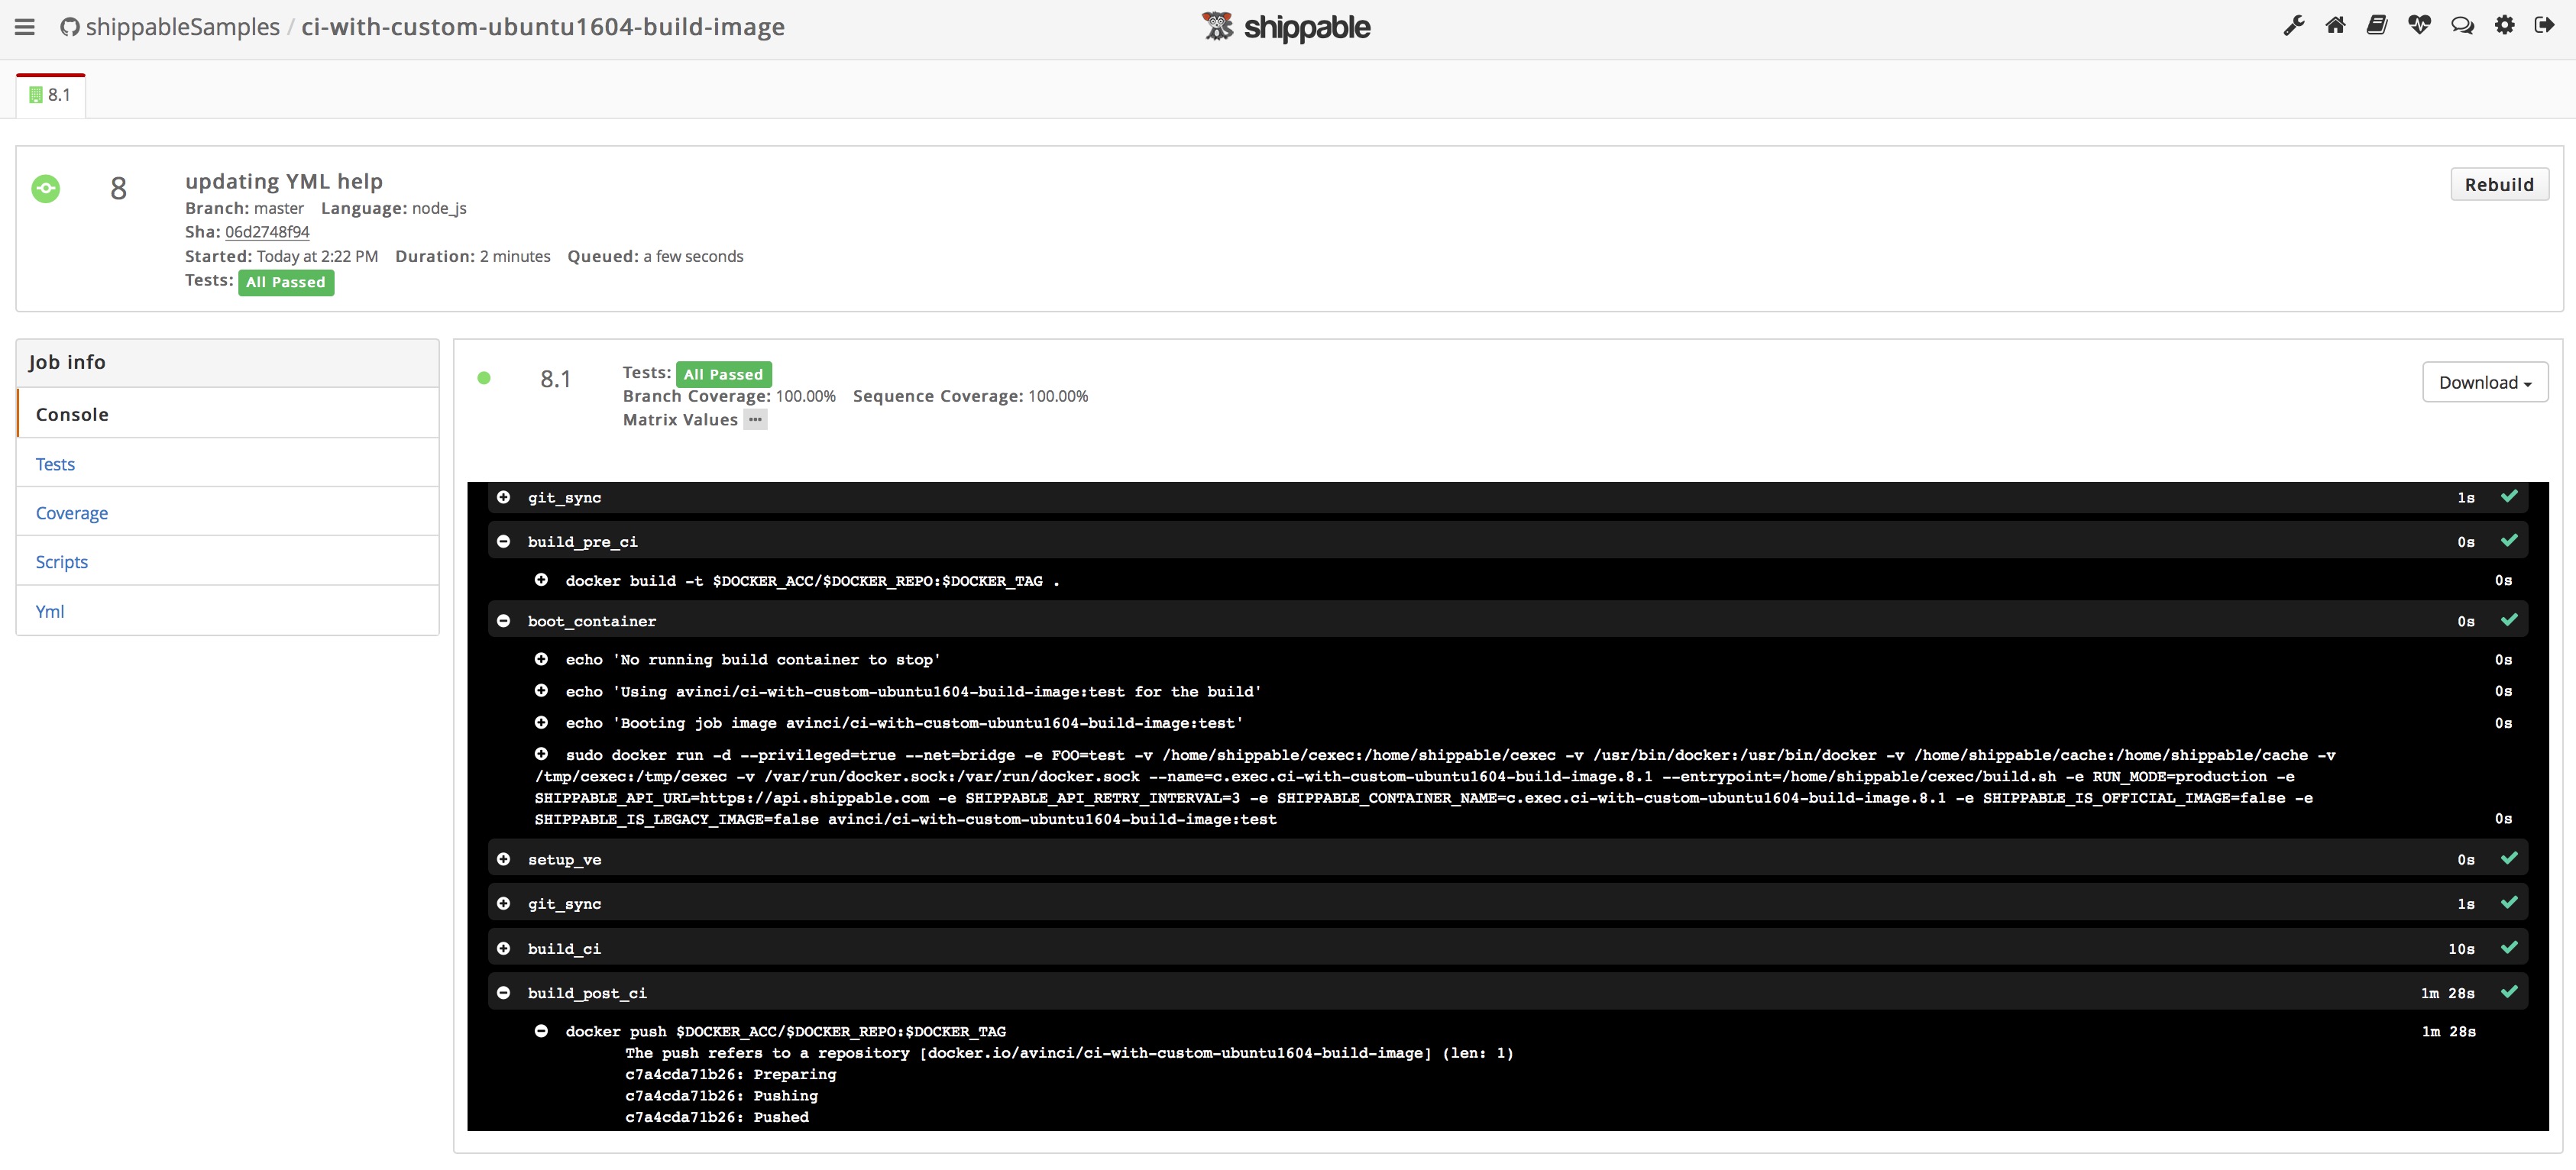 shippableSamples / ci-with-custom-ubuntu1604-build-image
shippable
8.1
8
updating YML help
Rebuild
Branch: master Language: node_js
Sha: 06d2748f94
Started: Today at 2:22 PM Duration: 2 minutes Queued: a few seconds
Tests: All Passed
Job info
Console
Tests
Coverage
Scripts
Yml
8.1
Tests: All Passed
Download
Branch Coverage: 100.00% Sequence Coverage: 100.00%
Matrix Values ...
git_sync 1s
build_pre_ci 0s
docker build -t $DOCKER_ACC/$DOCKER_REPO:$DOCKER_TAG . 0s
boot_container 0s
echo 'No running build container to stop' 0s
echo 'Using avinci/ci-with-custom-ubuntu1604-build-image:test for the build' 0s
echo 'Booting job image avinci/ci-with-custom-ubuntu1604-build-image:test' 0s
sudo docker run -d --privileged=true --net=bridge -e FOO=test -v /home/shippable/cexec:/home/shippable/cexec -v /usr/bin/docker:/usr/bin/docker -v /home/shippable/cache:/home/shippable/cache -v
/tmp/cexec:/tmp/cexec -v /var/run/docker.sock:/var/run/docker.sock --name=c.exec.ci-with-custom-ubuntu1604-build-image.8.1 --entrypoint=/home/shippable/cexec/build.sh -e RUN_MODE=production -e
SHIPPABLE_API_URL=https://api.shippable.com -e SHIPPABLE_API_RETRY_INTERVAL=3 -e SHIPPABLE_CONTAINER_NAME=c.exec.ci-with-custom-ubuntu1604-build-image.8.1 -e SHIPPABLE_IS_OFFICIAL_IMAGE=false -e
SHIPPABLE_IS_LEGACY_IMAGE=false avinci/ci-with-custom-ubuntu1604-build-image:test 0s
setup_ve 0s
git_sync 1s
build_ci 10s
build_post_ci 1m 28s
docker push $DOCKER_ACC/$DOCKER_REPO:$DOCKER_TAG 1m 28s
The push refers to a repository [docker.io/avinci/ci-with-custom-ubuntu1604-build-image] (len: 1)
c7a4cda71b26: Preparing
c7a4cda71b26: Pushing
c7a4cda71b26: Pushed